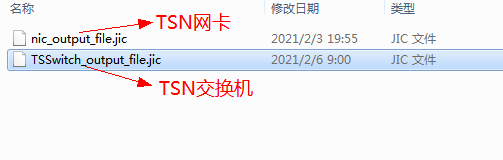 名称 修改日期 类型
TSN网卡
nic_output_file.jic 2021/2/3 19:55 JIC 文件
TSSwitch_output_file.jic 2021/2/6 9:00 JIC 文件
TSN交换机